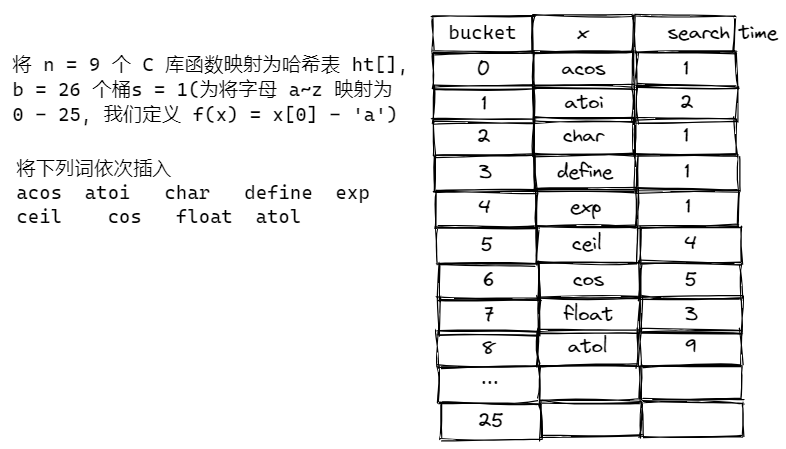 将 n = 9 个 C 库函数映射为哈希表 ht[],
b = 26 个桶s = 1(为将字母 a~z 映射为
0 - 25, 我们定义 f(x) = x[0] - 'a')
将下列词依次插入
acos atoi char define exp
ceil cos float atol
bucket x search time
0 acos 1
1 atoi 2
2 char 1
3 define 1
4 exp 1
5 ceil 4
6 cos 5
7 float 3
8 atol 9
...
25